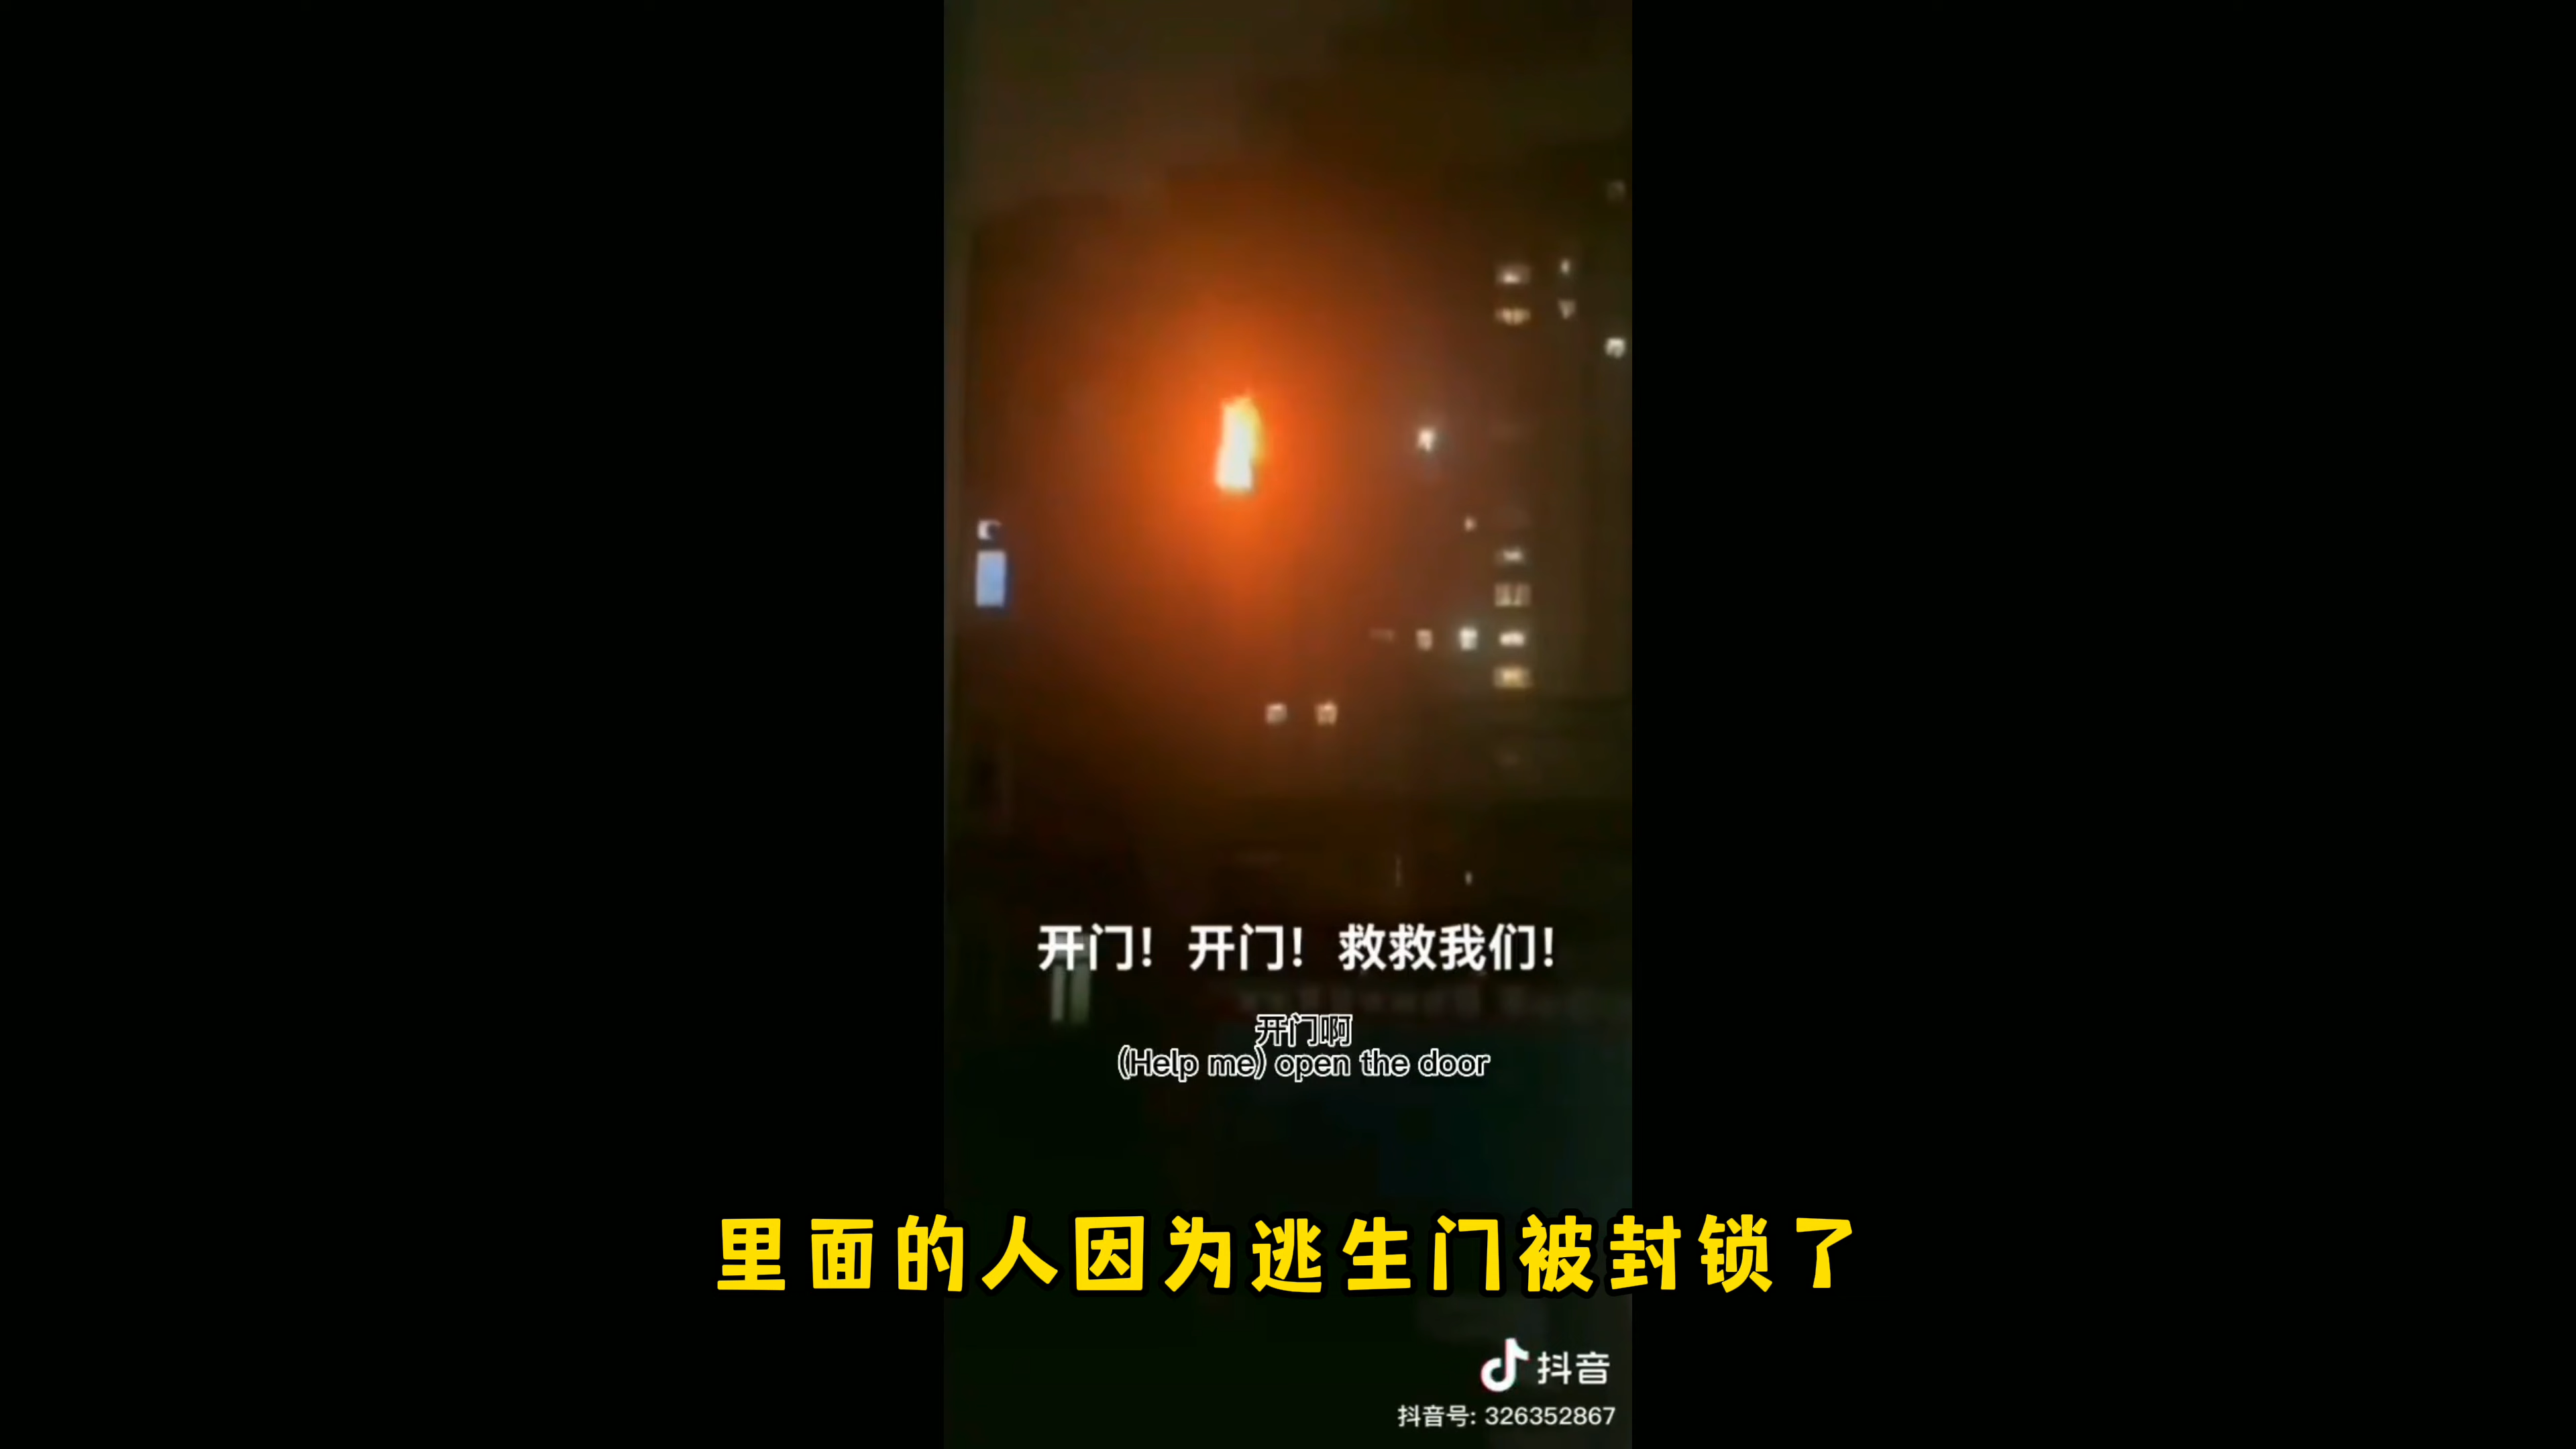 开门！开门！救救我们！
开门啊
(Help me) open the door
里面的人因为逃生门被封锁了
抖音
抖音号: 326352867